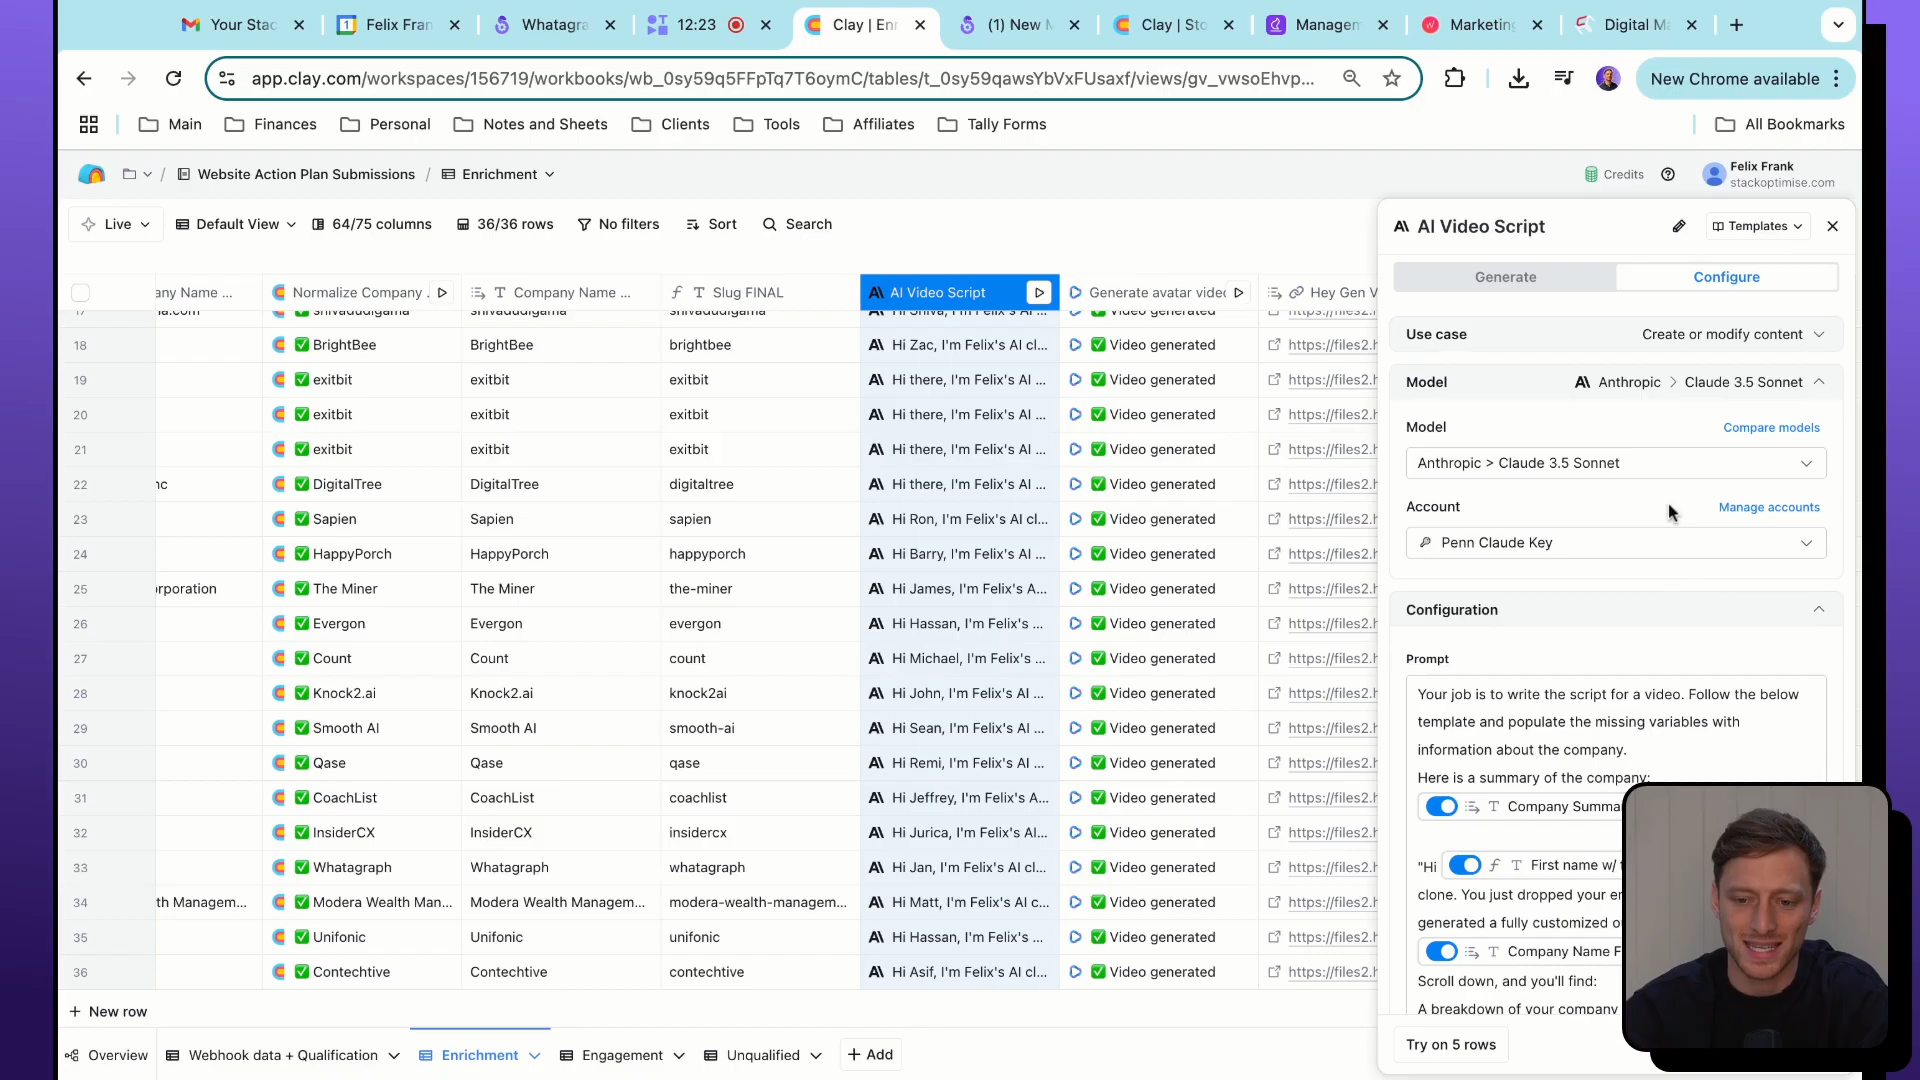 Your Stac
Felix Fran
Whatagra
12:23
Clay | Enr
(1) New M
Clay | Sto
Managem
Marketing
Digital Ma
app.clay.com/workspaces/156719/workbooks/wb_0sy59q5FFpTq7T6oymC/tables/t_0sy59qawsYbVxFUsaxf/views/gv_vwsoEhvp...
New Chrome available
Main
Finances
Personal
Notes and Sheets
Clients
Tools
Affiliates
Tally Forms
All Bookmarks
/ Website Action Plan Submissions / Enrichment
Credits
Felix Frank
stackoptimise.com
Live
Default View
64/75 columns
36/36 rows
No filters
Sort
Search
any Name ...
Normalize Company .
Company Name ...
Slug FINAL
AI Video Script
Generate avatar video
Hey Gen V
18 BrightBee BrightBee brightbee Hi Zac, I'm Felix's AI cl... Video generated https://files2.h
19 exitbit exitbit exitbit Hi there, I'm Felix's AI ... Video generated https://files2.h
20 exitbit exitbit exitbit Hi there, I'm Felix's AI ... Video generated https://files2.h
21 exitbit exitbit exitbit Hi there, I'm Felix's AI ... Video generated https://files2.h
22 nc DigitalTree DigitalTree digitaltree Hi there, I'm Felix's AI ... Video generated https://files2.h
23 Sapien Sapien sapien Hi Ron, I'm Felix's AI cl... Video generated https://files2.h
24 HappyPorch HappyPorch happyporch Hi Barry, I'm Felix's AI ... Video generated https://files2.h
25 orporation The Miner The Miner the-miner Hi James, I'm Felix's A... Video generated https://files2.h
26 Evergon Evergon evergon Hi Hassan, I'm Felix's ... Video generated https://files2.h
27 Count Count count Hi Michael, I'm Felix's ... Video generated https://files2.h
28 Knock2.ai Knock2.ai knock2ai Hi John, I'm Felix's AI ... Video generated https://files2.h
29 Smooth AI Smooth AI smooth-ai Hi Sean, I'm Felix's AI ... Video generated https://files2.h
30 Qase Qase qase Hi Remi, I'm Felix's AI ... Video generated https://files2.h
31 CoachList CoachList coachlist Hi Jeffrey, I'm Felix's A... Video generated https://files2.h
32 InsiderCX InsiderCX insidercx Hi Jurica, I'm Felix's AI... Video generated https://files2.h
33 Whatagraph Whatagraph whatagraph Hi Jan, I'm Felix's AI cl... Video generated https://files2.h
34 th Managem... Modera Wealth Man... Modera Wealth Managem... modera-wealth-managem... Hi Matt, I'm Felix's AI c... Video generated https://files2.h
35 Unifonic Unifonic unifonic Hi Hassan, I'm Felix's ... Video generated https://files2.h
36 Contechtive Contechtive contechtive Hi Asif, I'm Felix's AI cl... Video generated https://files2.h
+ New row
Overview
Webhook data + Qualification
Enrichment
Engagement
Unqualified
+ Add
AI Video Script
Templates
Generate
Configure
Use case
Create or modify content
Model
Anthropic > Claude 3.5 Sonnet
Model
Compare models
Anthropic > Claude 3.5 Sonnet
Account
Manage accounts
Penn Claude Key
Configuration
Prompt
Your job is to write the script for a video. Follow the below
template and populate the missing variables with
information about the company.
Here is a summary of the company:
Company Summa
"Hi First name w/
clone. You just dropped your em
generated a fully customized ou
Company Name F
Scroll down, and you'll find:
A breakdown of your company
Try on 5 rows